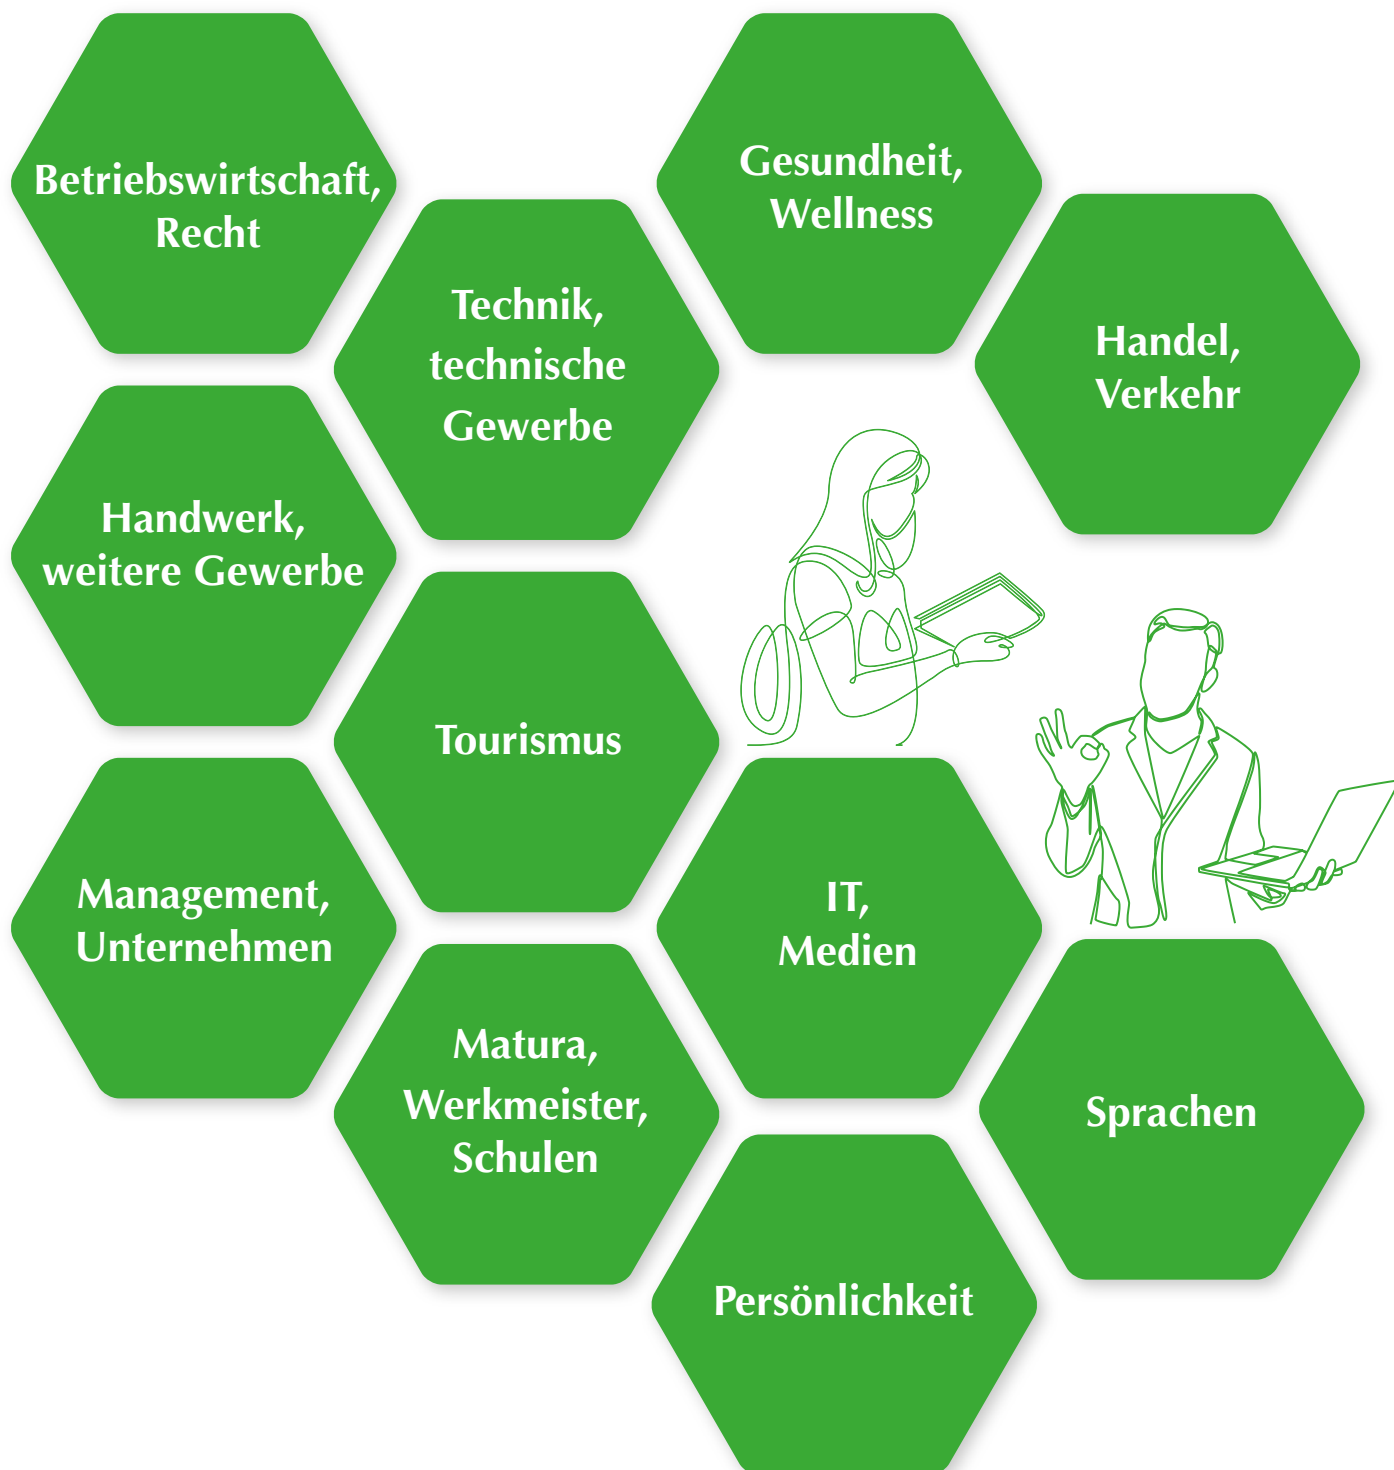 Betriebswirtschaft,
Recht
Gesundheit,
Wellness
Technik,
technische
Gewerbe
Handel,
Verkehr
Handwerk,
weitere Gewerbe
Tourismus
Management,
Unternehmen
IT,
Medien
Matura,
Werkmeister,
Schulen
Sprachen
Persönlichkeit